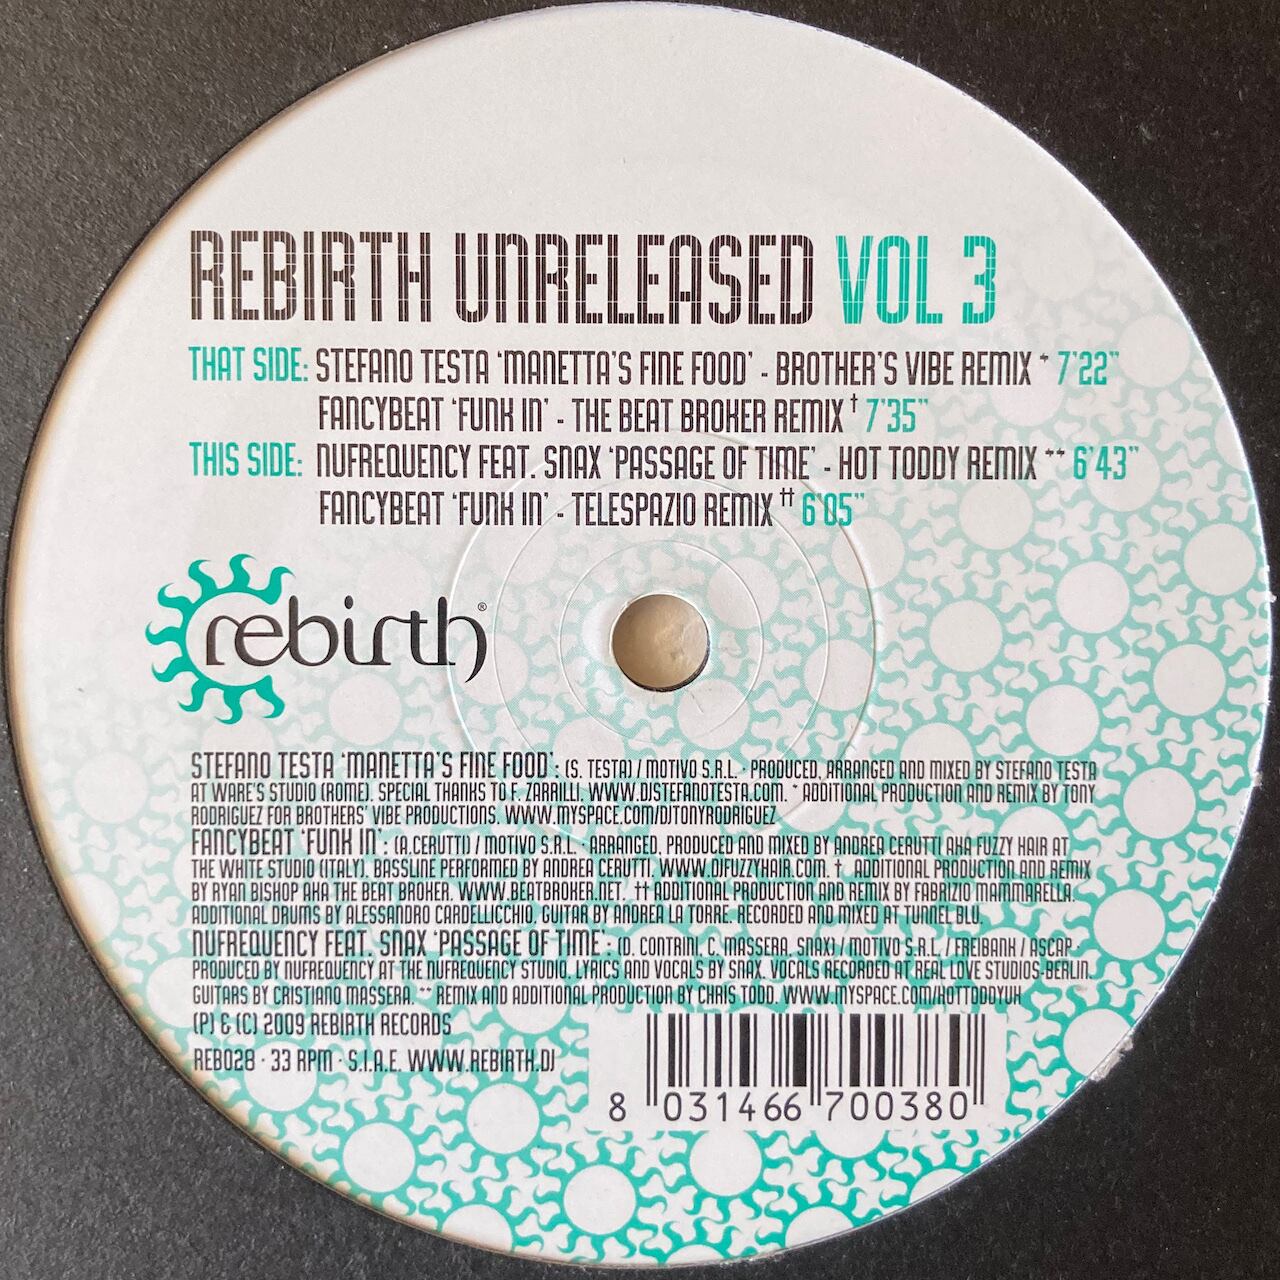 REBIRTH UNRELEASED VOL 3
THAT SIDE: STEFANO TESTA 'MANETTA'S FINE FOOD' - BROTHER'S VIBE REMIX * 7'22"
FANCYBEAT 'FUNK IN' - THE BEAT BROKER REMIX † 7'35"
THIS SIDE: NUFREQUENCY FEAT. SNAX 'PASSAGE OF TIME' - HOT TODDY REMIX ** 6'43"
FANCYBEAT 'FUNK IN' - TELESPAZIO REMIX †† 6'05"
rebirth®
STEFANO TESTA 'MANETTA'S FINE FOOD': (S. TESTA) / MOTIVO S.R.L. · PRODUCED, ARRANGED AND MIXED BY STEFANO TESTA
AT WARE'S STUDIO (ROME). SPECIAL THANKS TO F. ZARRILLI. WWW.DJSTEFANOTESTA.COM. * ADDITIONAL PRODUCTION AND REMIX BY TONY
RODRIGUEZ FOR BROTHERS' VIBE PRODUCTIONS. WWW.MYSPACE.COM/DJTONYRODRIGUEZ
FANCYBEAT 'FUNK IN': (A.CERUTTI) / MOTIVO S.R.L. · ARRANGED, PRODUCED AND MIXED BY ANDREA CERUTTI AKA FUZZY HAIR AT
THE WHITE STUDIO (ITALY). BASSLINE PERFORMED BY ANDREA CERUTTI. WWW.DJFUZZYHAIR.COM. † ADDITIONAL PRODUCTION AND REMIX
BY RYAN BISHOP AKA THE BEAT BROKER. WWW.BEATBROKER.NET. †† ADDITIONAL PRODUCTION AND REMIX BY FABRIZIO MAMMARELLA.
ADDITIONAL DRUMS BY ALESSANDRO CARDELLICCHIO, GUITAR BY ANDREA LA TORRE. RECORDED AND MIXED AT TUNNEL BLU.
NUFREQUENCY FEAT. SNAX 'PASSAGE OF TIME': (D. CONTRINI, C. MASSERA, SNAX) / MOTIVO S.R.L. / FREIBANK / ASCAP ·
PRODUCED BY NUFREQUENCY AT THE NUFREQUENCY STUDIO, LYRICS AND VOCALS BY SNAX. VOCALS RECORDED AT REAL LOVE STUDIOS-BERLIN.
GUITARS BY CRISTIANO MASSERA. ** REMIX AND ADDITIONAL PRODUCTION BY CHRIS TODD. WWW.MYSPACE.COM/HOTTODDYUK
(P) & (C) 2009 REBIRTH RECORDS
REB028 · 33 RPM · S.I.A.E. WWW.REBIRTH.DJ
8 031466 700380